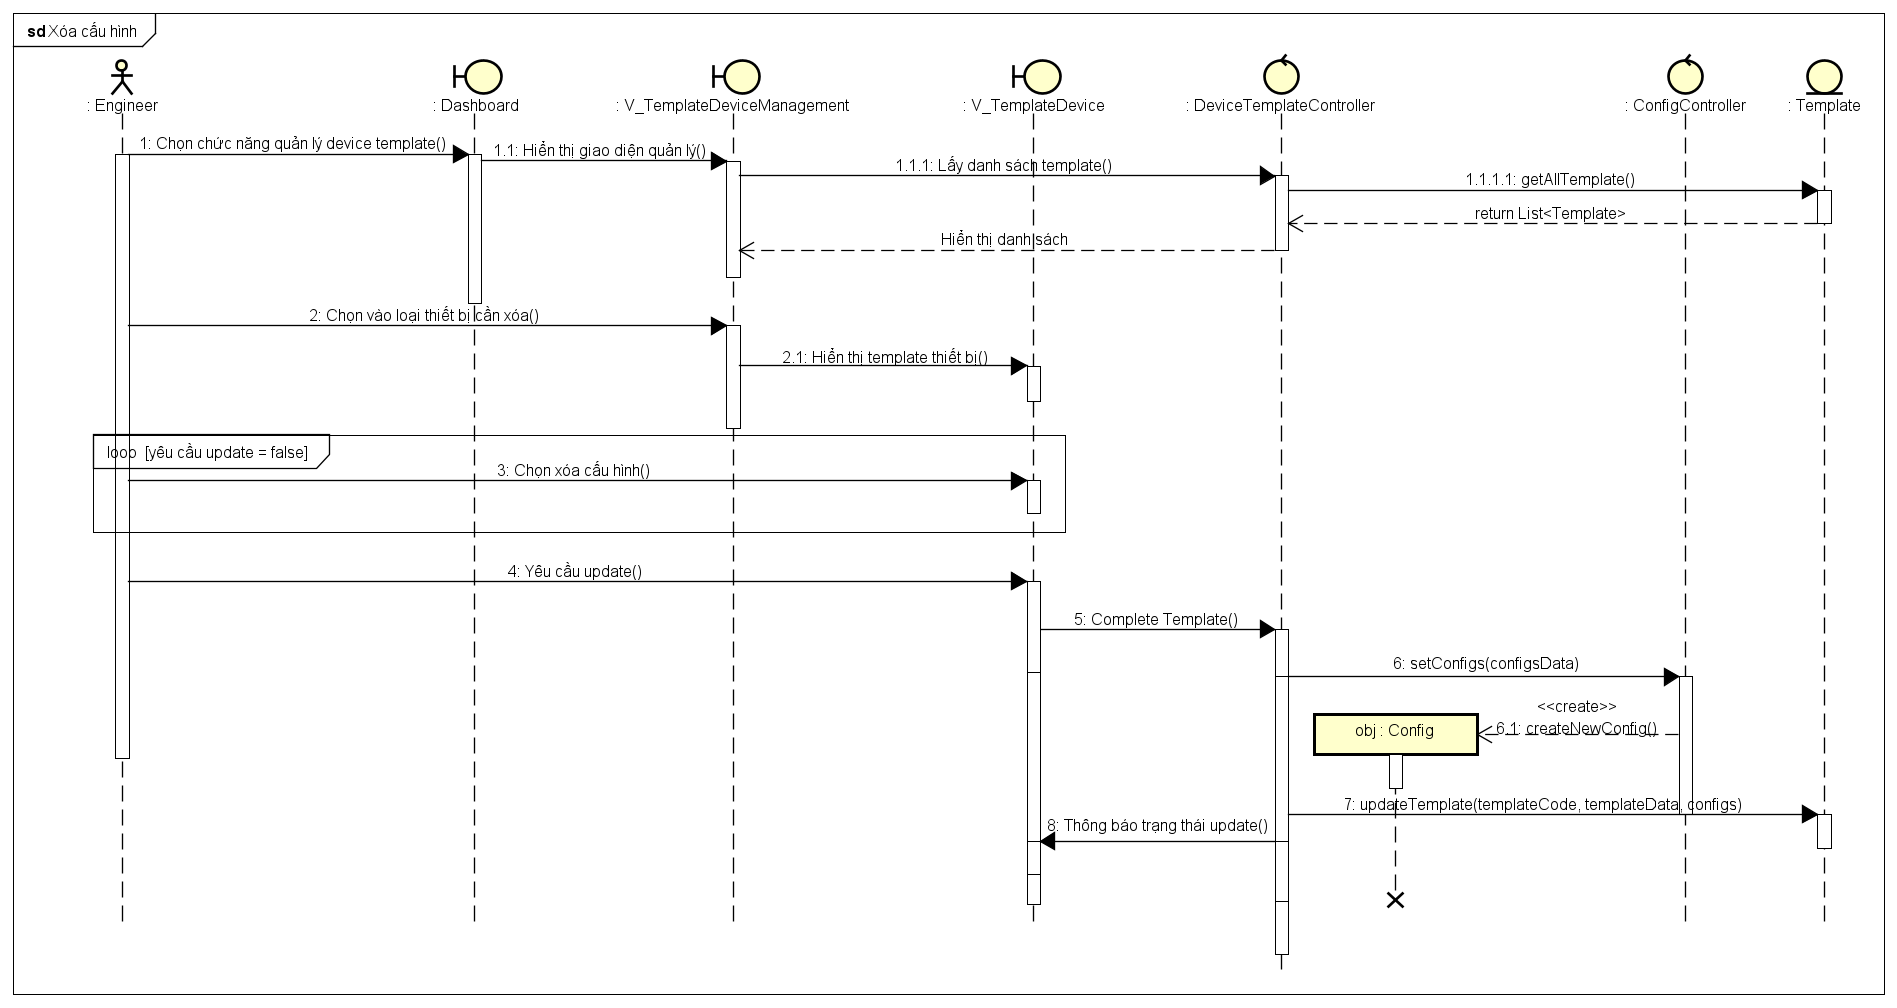 sd Xóa cấu hình
: Engineer
: Dashboard
: V_TemplateDeviceManagement
: V_TemplateDevice
: DeviceTemplateController
: ConfigController
: Template
1: Chọn chức năng quản lý device template()
1.1: Hiển thị giao diện quản lý()
1.1.1: Lấy danh sách template()
1.1.1.1: getAllTemplate()
return List<Template>
Hiển thị danh sách
2: Chọn vào loại thiết bị cần xóa()
2.1: Hiển thị template thiết bị()
loop [yêu cầu update = false]
3: Chọn xóa cấu hình()
4: Yêu cầu update()
5: Complete Template()
6: setConfigs(configsData)
<<create>>
6.1: createNewConfig()
obj : Config
7: updateTemplate(templateCode, templateData, configs)
8: Thông báo trạng thái update()